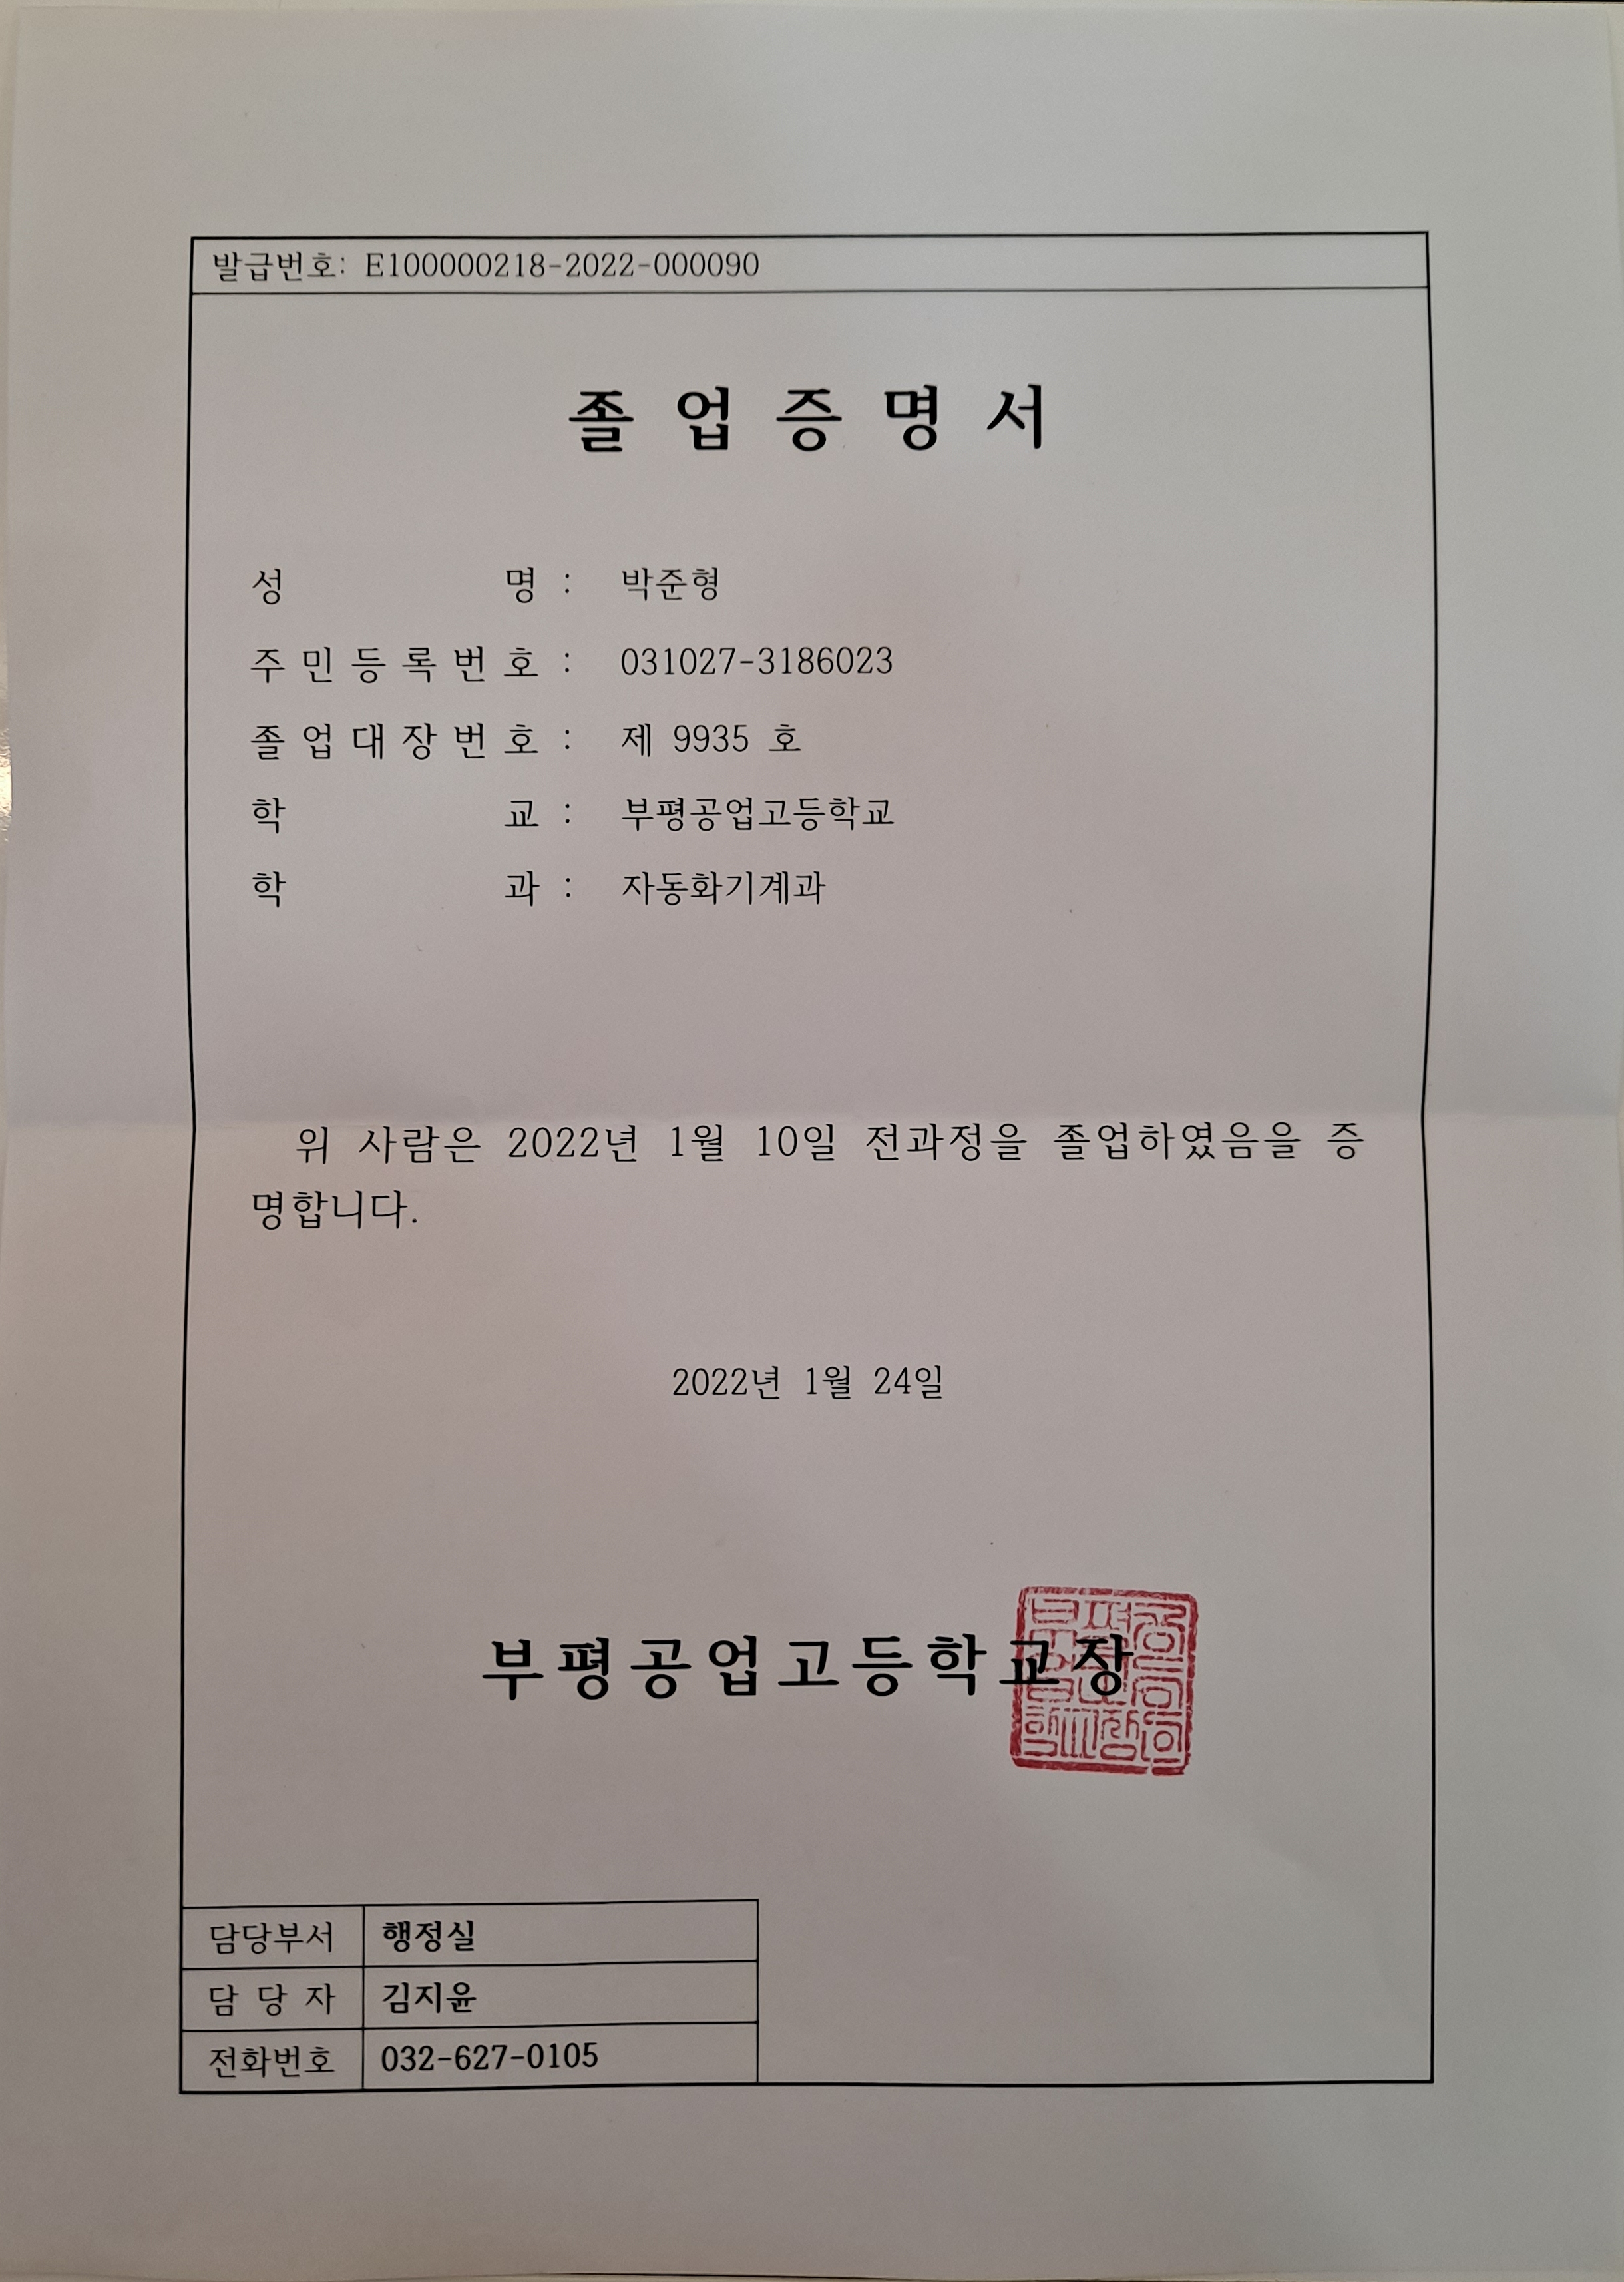 발급번호: E100000218-2022-000090
졸 업 증 명 서
성 명 : 박준형
주 민 등 록 번 호 : 031027-3186023
졸 업 대 장 번 호 : 제 9935 호
학 교 : 부평공업고등학교
학 과 : 자동화기계과
위 사람은 2022년 1월 10일 전과정을 졸업하였음을 증
명합니다.
2022년 1월 24일
부평공업고등학교장
담당부서 행정실
담 당 자 김지윤
전화번호 032-627-0105